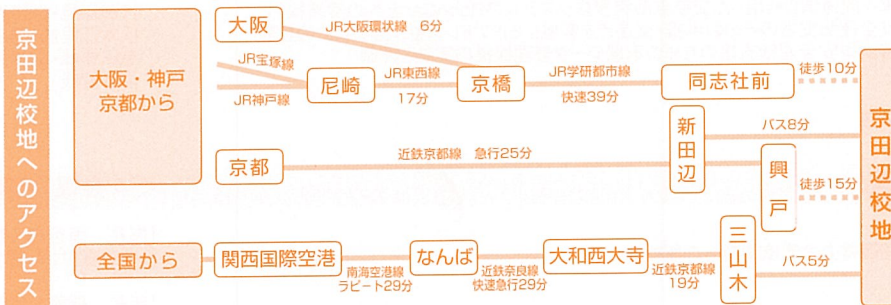 京田辺校地へのアクセス
大阪・神戸
京都から
大阪
JR大阪環状線 6分
JR宝塚線
JR神戸線
尼崎
JR東西線
17分
京橋
JR学研都市線
快速39分
同志社前
徒歩10分
京都
近鉄京都線 急行25分
新田辺
バス8分
興戸
徒歩15分
全国から
関西国際空港
南海空港線
ラピート29分
なんば
近鉄奈良線
快速急行29分
大和西大寺
近鉄京都線
19分
三山木
バス5分
京田辺校地